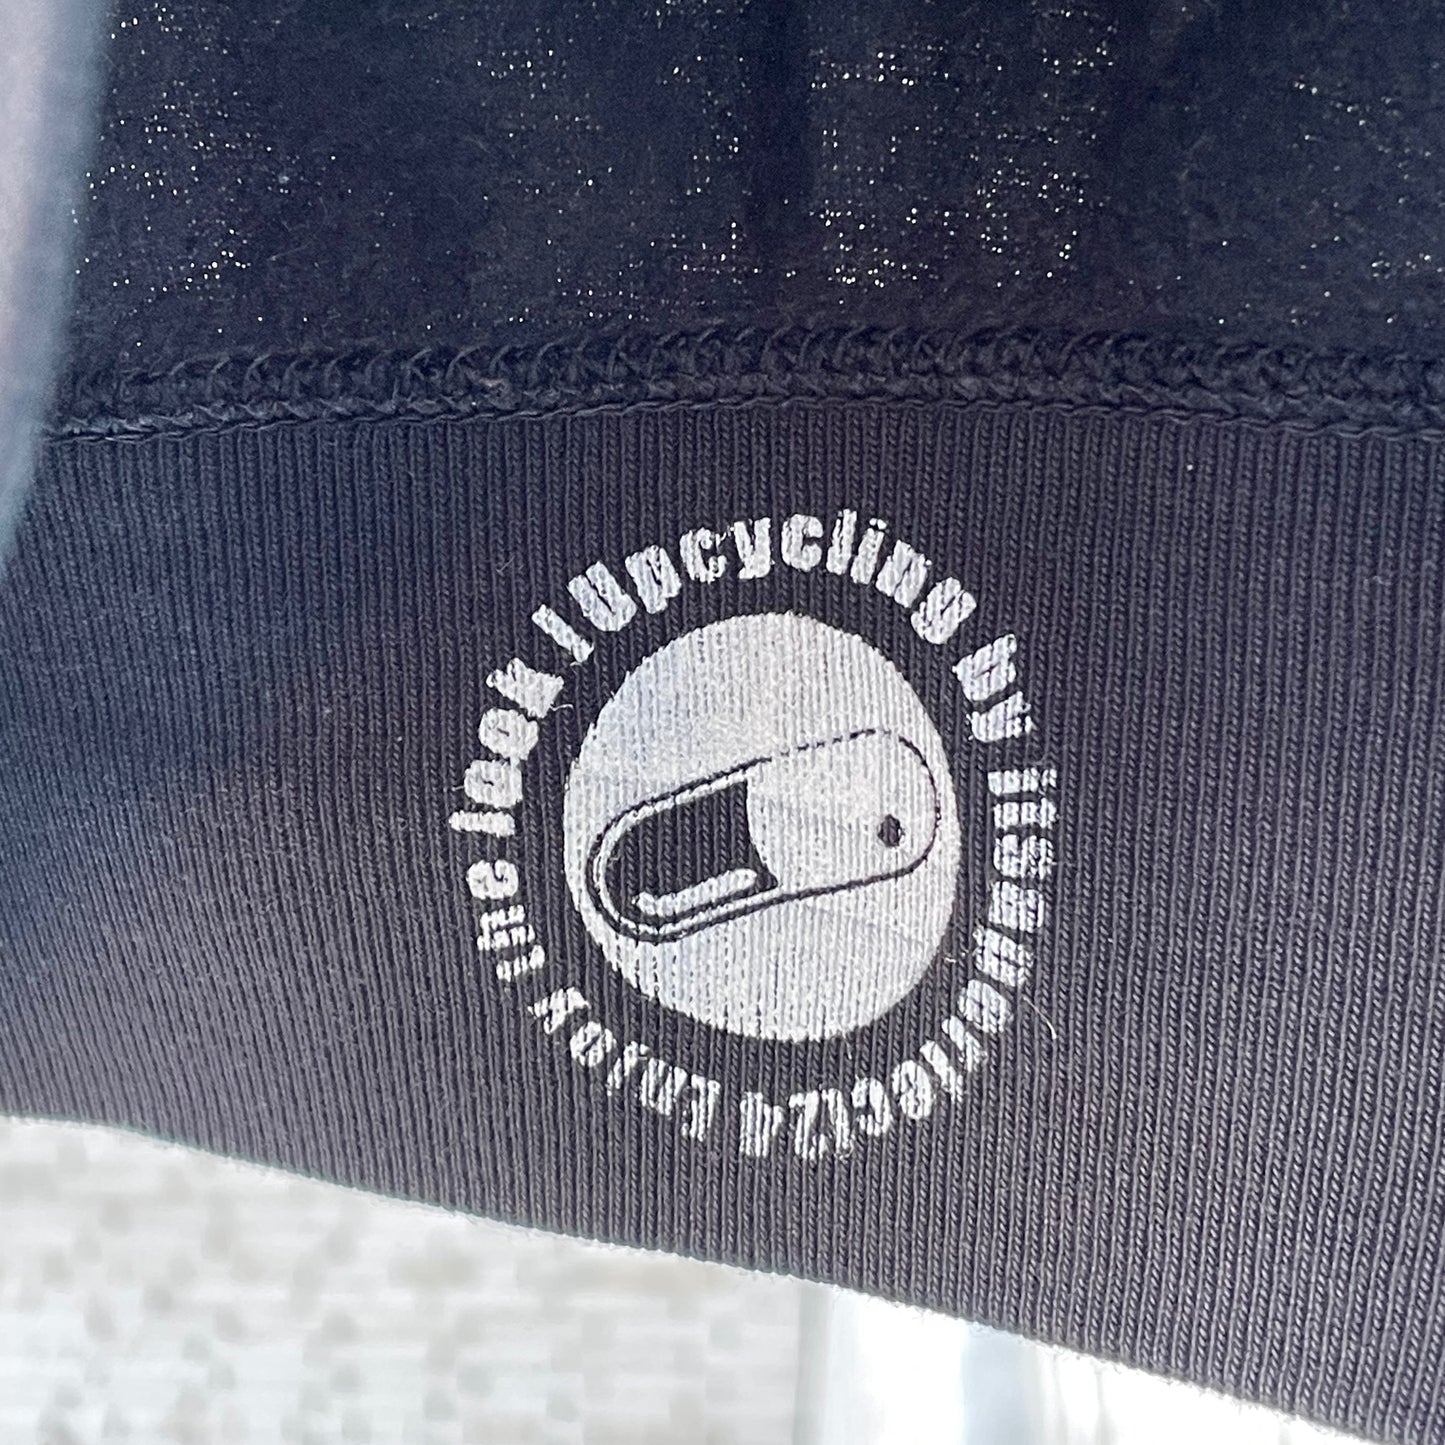 Enjoy the look / Upcycling by